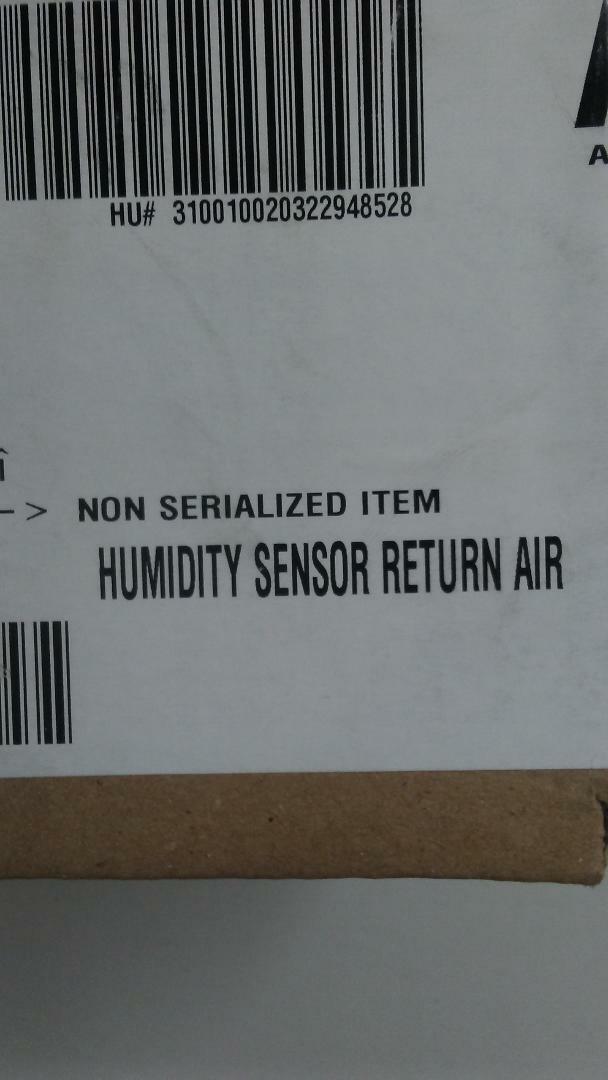 HU# 310010020322948528
A
--> NON SERIALIZED ITEM
HUMIDITY SENSOR RETURN AIR